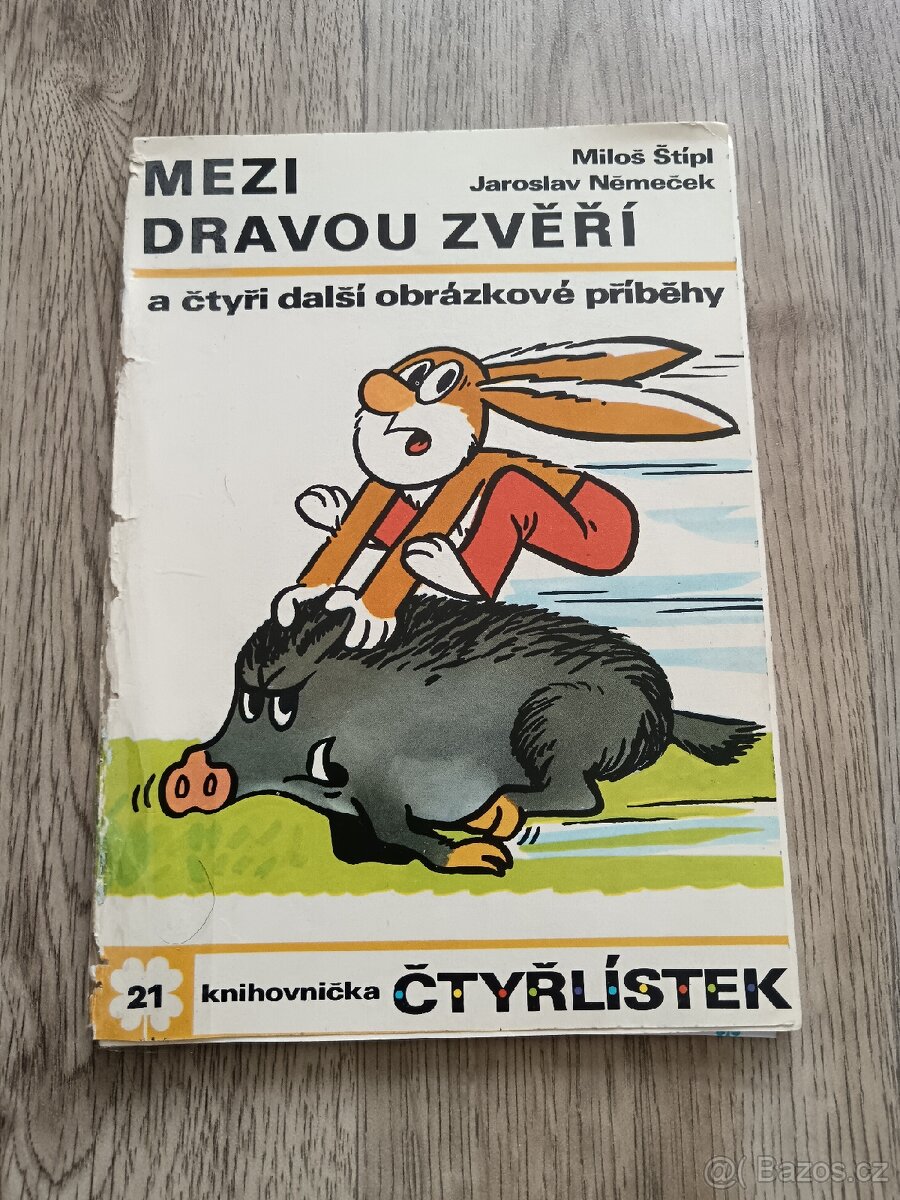 MEZI
DRAVOU ZVĚŘÍ
Miloš Štípl
Jaroslav Němeček
a čtyři další obrázkové příběhy
21
knihovnička ČTYŘLÍSTEK
@ Bazos.cz